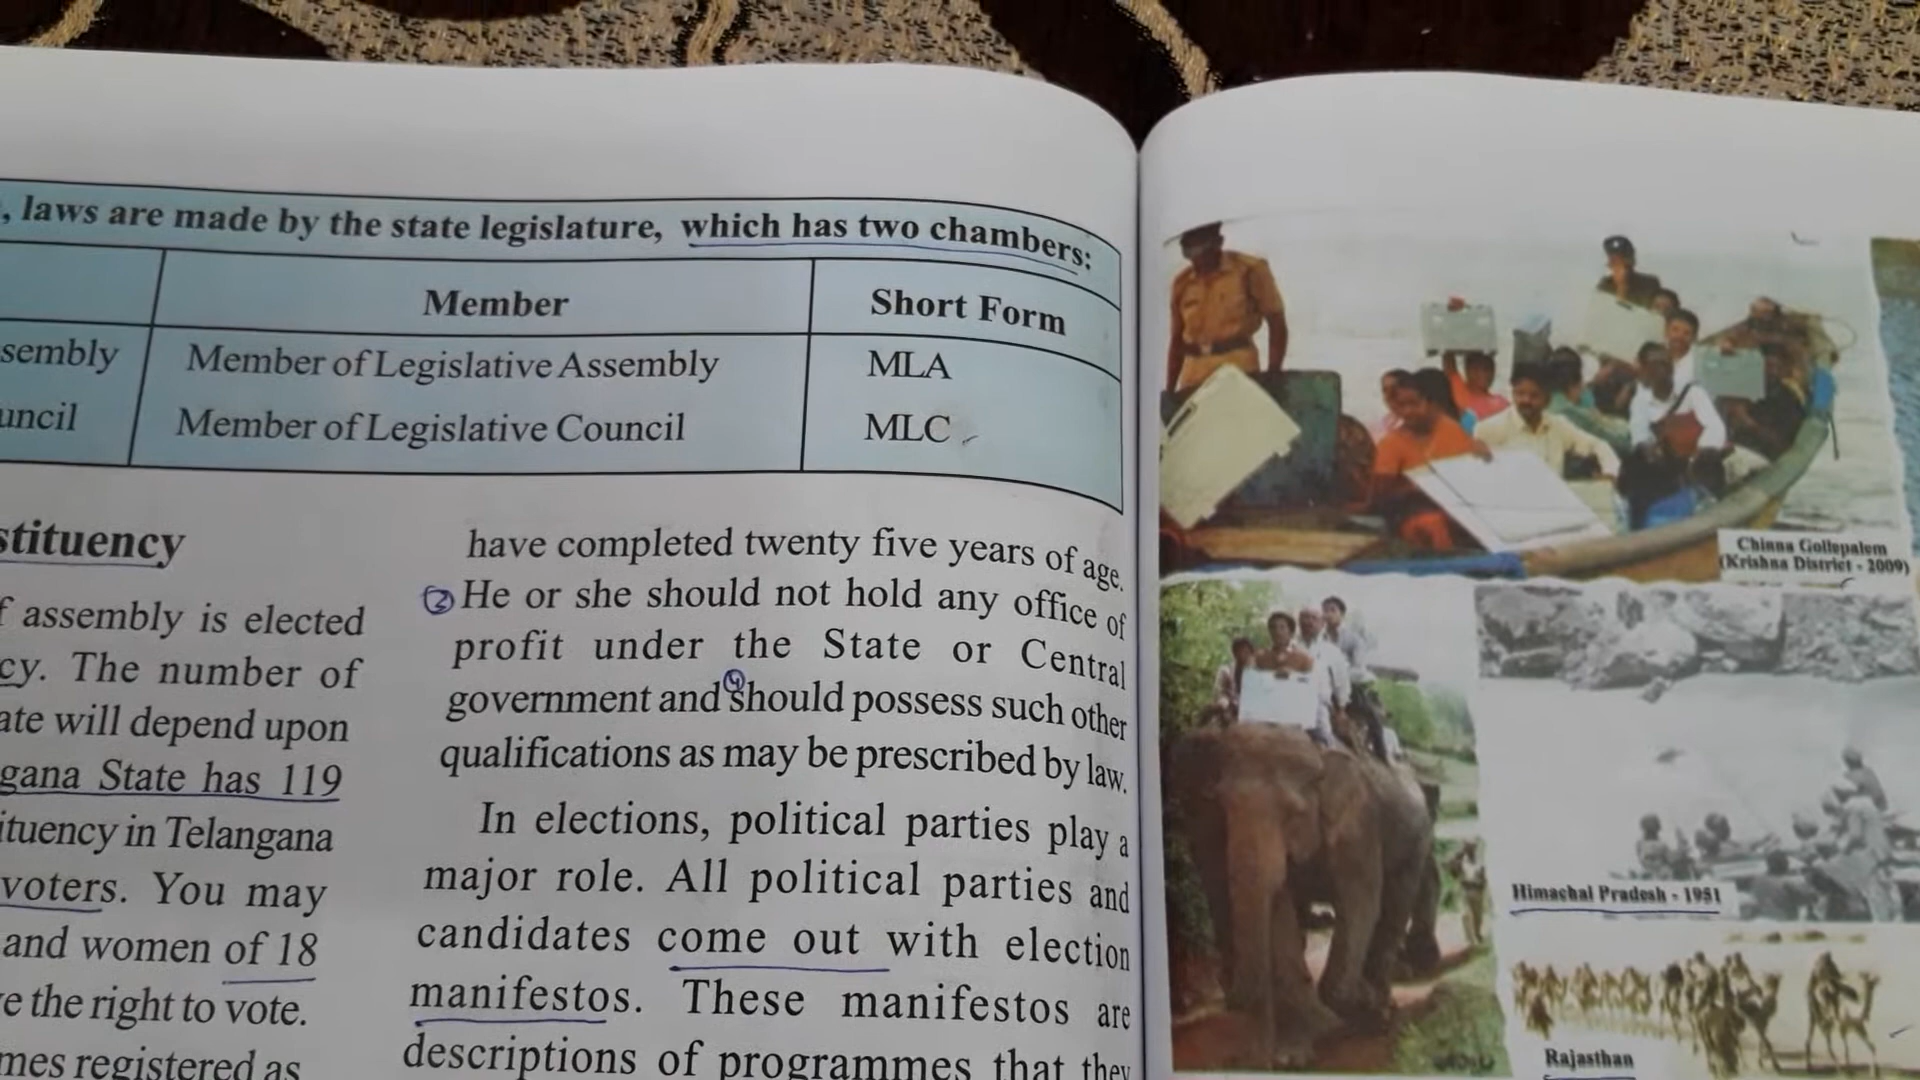 , laws are made by the state legislature, which has two chambers:
Member Short Form
sembly Member of Legislative Assembly MLA
uncil Member of Legislative Council MLC
stituency
f assembly is elected
cy. The number of
ate will depend upon
gana State has 119
ituency in Telangana
voters. You may
and women of 18
e the right to vote.
mes registered as
have completed twenty five years of age.
2 He or she should not hold any office of
profit under the State or Central
government and 4 should possess such other
qualifications as may be prescribed by law.
In elections, political parties play a
major role. All political parties and
candidates come out with election
manifestos. These manifestos are
descriptions of programmes that they
Chinna Gollepalem
(Krishna District - 2009)
Himachal Pradesh - 1951
Rajasthan